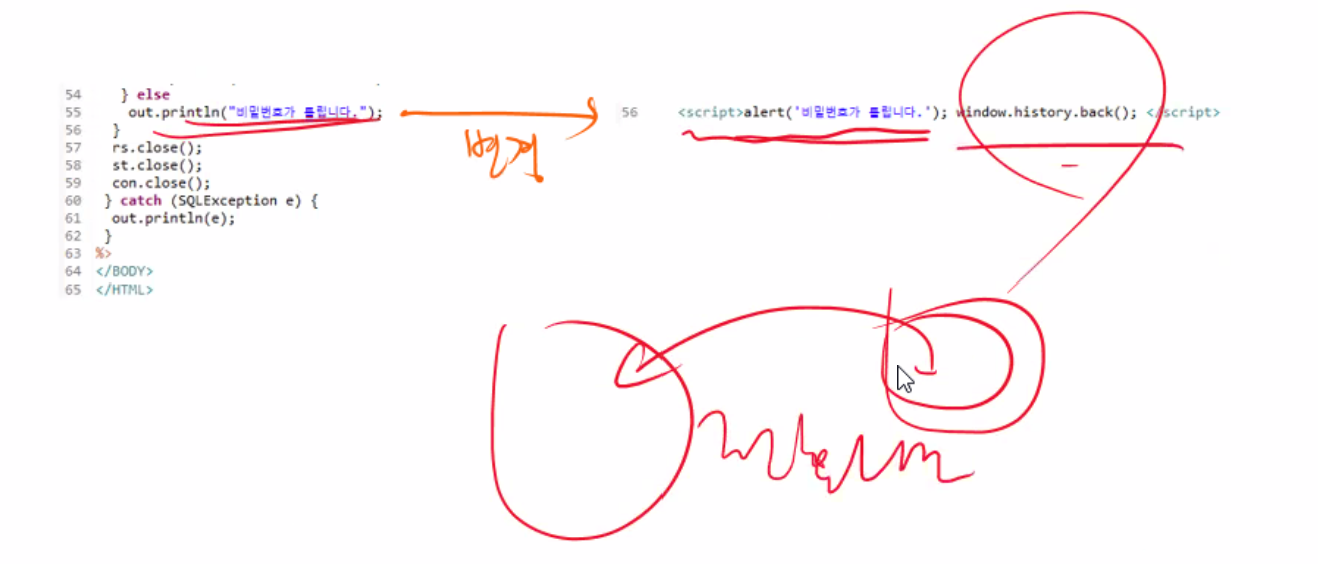 54 } else
55 out.println("비밀번호가 틀립니다.");
56 }
57 rs.close();
58 st.close();
59 con.close();
60 } catch (SQLException e) {
61 out.println(e);
62 }
63 %>
64 </BODY>
65 </HTML>
변경
56 <script>alert('비밀번호가 틀립니다.'); window.history.back(); </script>